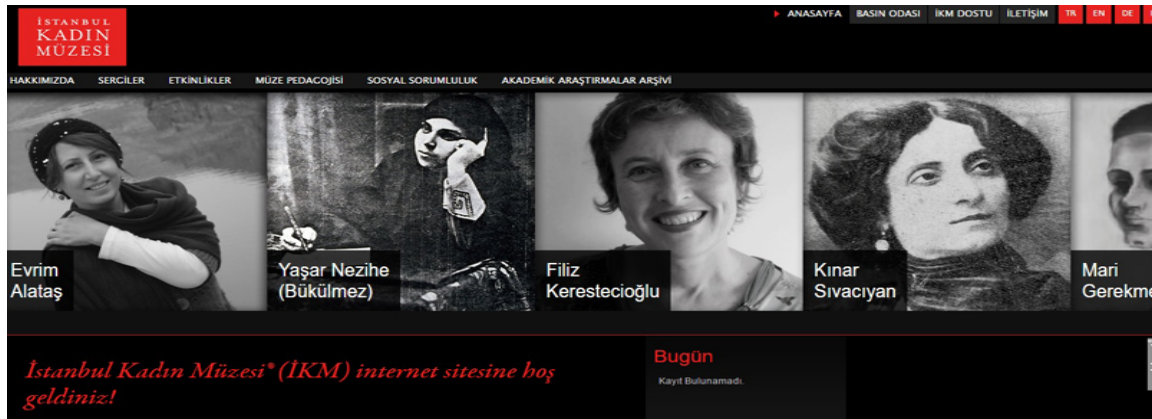 İSTANBUL
KADIN
MÜZESİ
ANASAYFA BASIN ODASI İKM DOSTU İLETİŞİM TR EN DE
HAKKIMIZDA SERGİLER ETKİNLİKLER MÜZE PEDAGOJİSİ SOSYAL SORUMLULUK AKADEMİK ARAŞTIRMALAR ARŞİVİ
Evrim
Alataş
Yaşar Nezihe
(Bükülmez)
Filiz
Kerestecioğlu
Kınar
Sıvacıyan
Mari
Gerekme
İstanbul Kadın Müzesi* (İKM) internet sitesine hoş
geldiniz!
Bugün
Kayıt Bulunamadı.